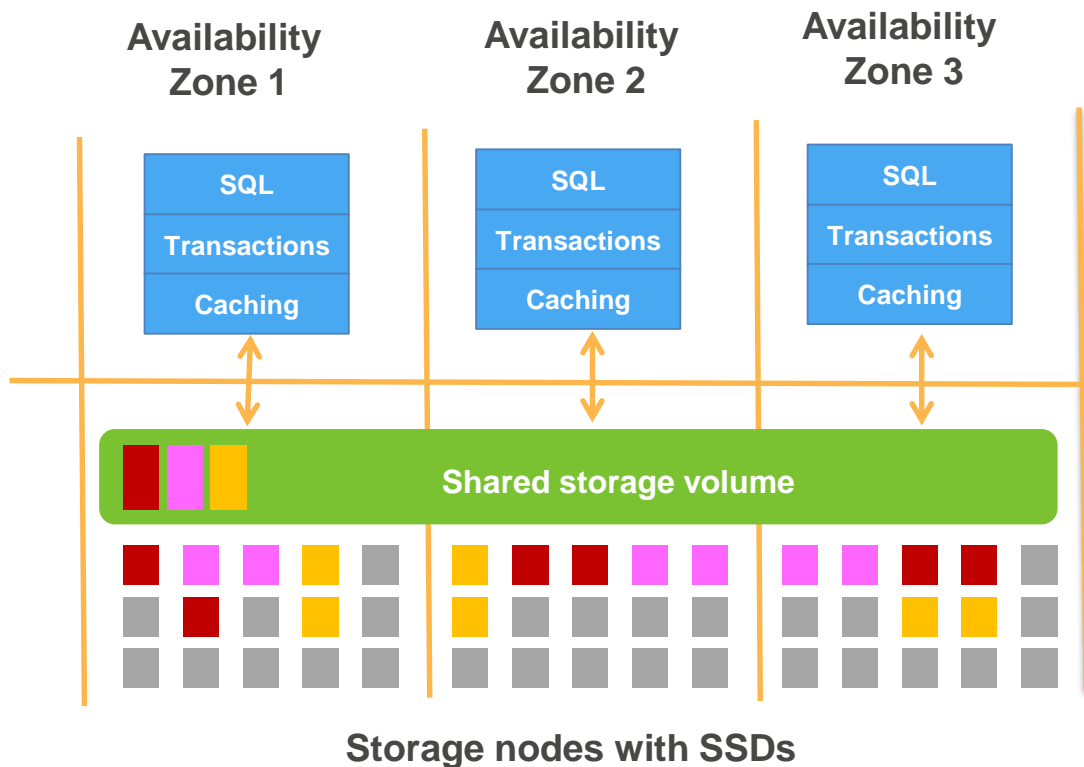 Availability
Zone 1
Availability
Zone 2
Availability
Zone 3
SQL
Transactions
Caching
SQL
Transactions
Caching
SQL
Transactions
Caching
Shared storage volume
Storage nodes with SSDs